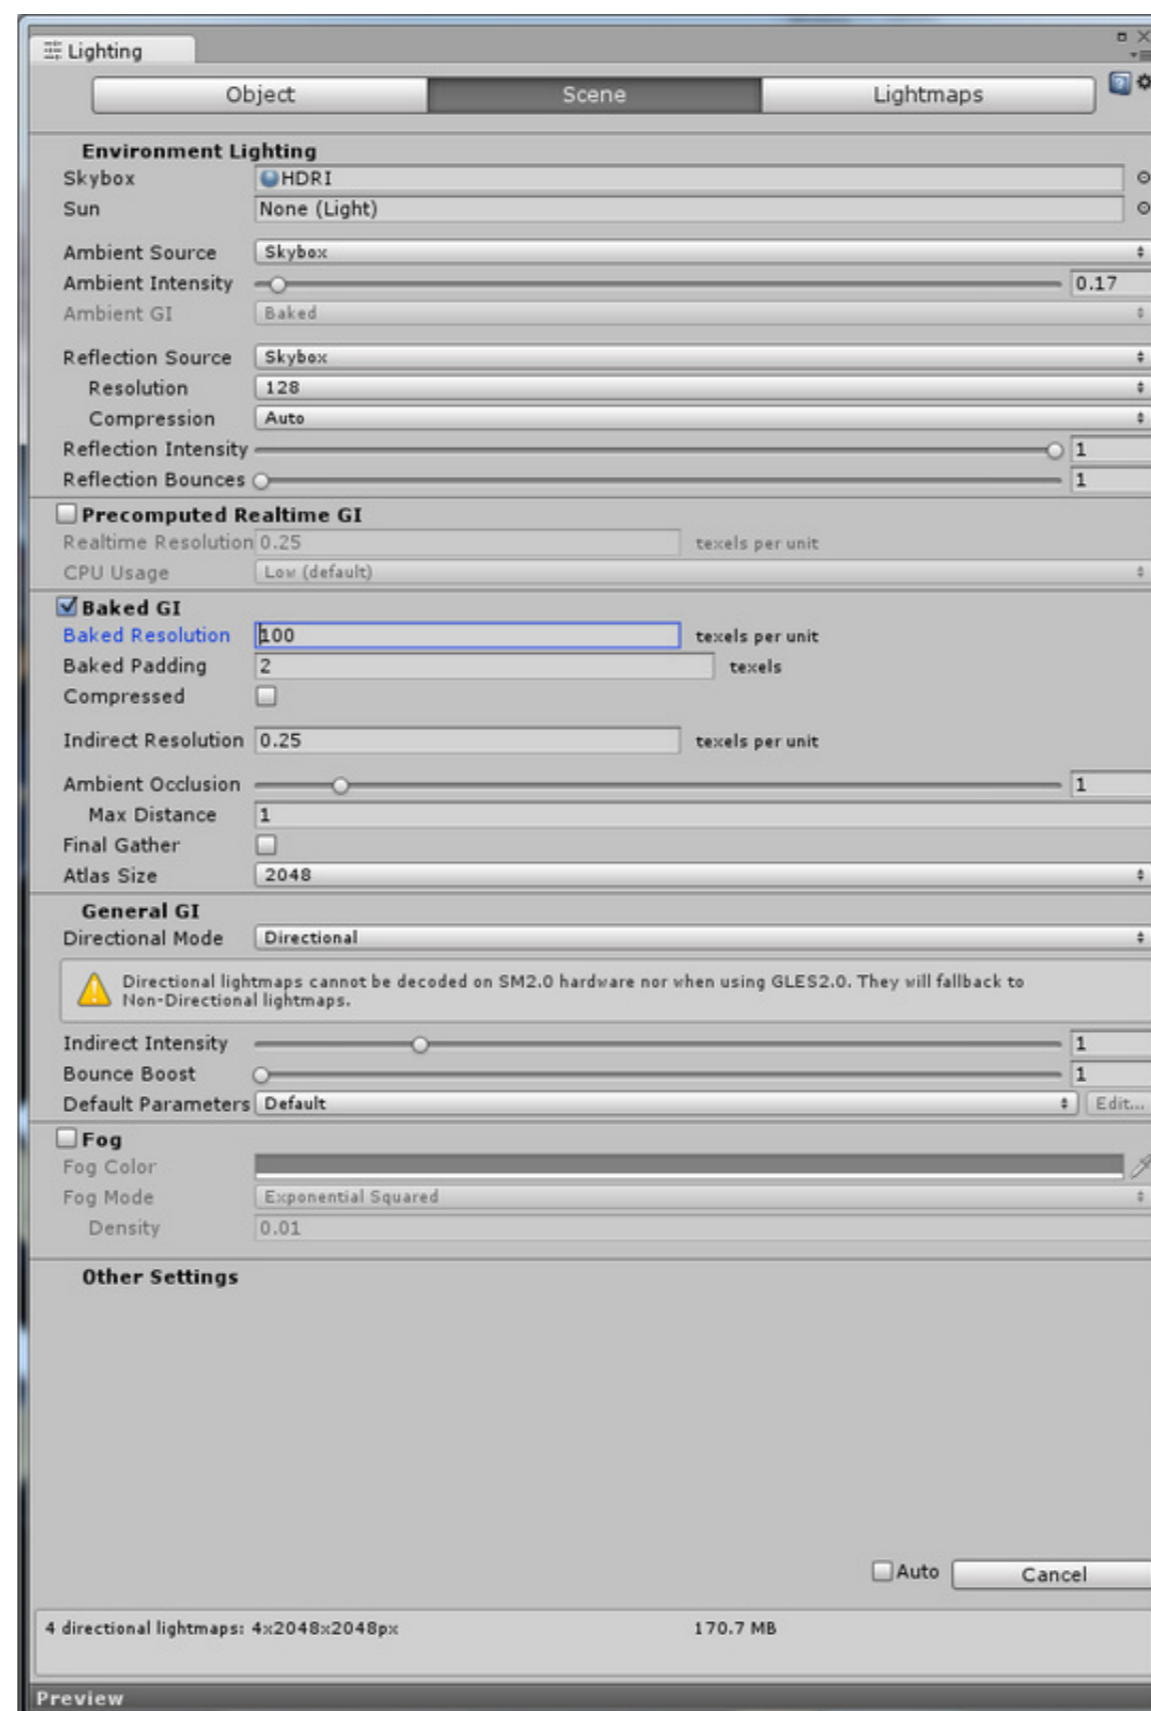 Lighting
Object Scene Lightmaps
Environment Lighting
Skybox HDRI
Sun None (Light)
Ambient Source Skybox
Ambient Intensity 0.17
Ambient GI Baked
Reflection Source Skybox
Resolution 128
Compression Auto
Reflection Intensity 1
Reflection Bounces 1
Precomputed Realtime GI
Realtime Resolution 0.25 texels per unit
CPU Usage Low (default)
Baked GI
Baked Resolution 100 texels per unit
Baked Padding 2 texels
Compressed
Indirect Resolution 0.25 texels per unit
Ambient Occlusion 1
Max Distance 1
Final Gather
Atlas Size 2048
General GI
Directional Mode Directional
Directional lightmaps cannot be decoded on SM2.0 hardware nor when using GLES2.0. They will fallback to
Non-Directional lightmaps.
Indirect Intensity 1
Bounce Boost 1
Default Parameters Default Edit...
Fog
Fog Color
Fog Mode Exponential Squared
Density 0.01
Other Settings
Auto Cancel
4 directional lightmaps: 4x2048x2048px 170.7 MB
Preview